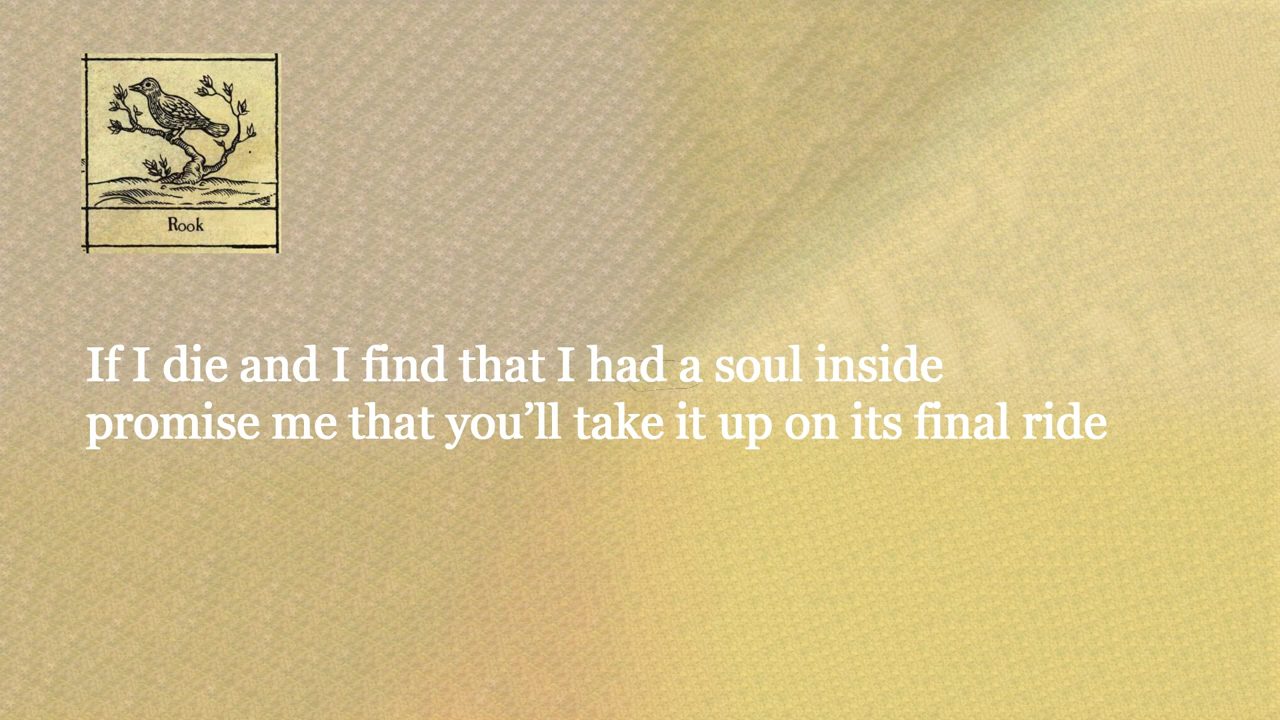 Rook
If I die and I find that I had a soul inside
promise me that you’ll take it up on its final ride